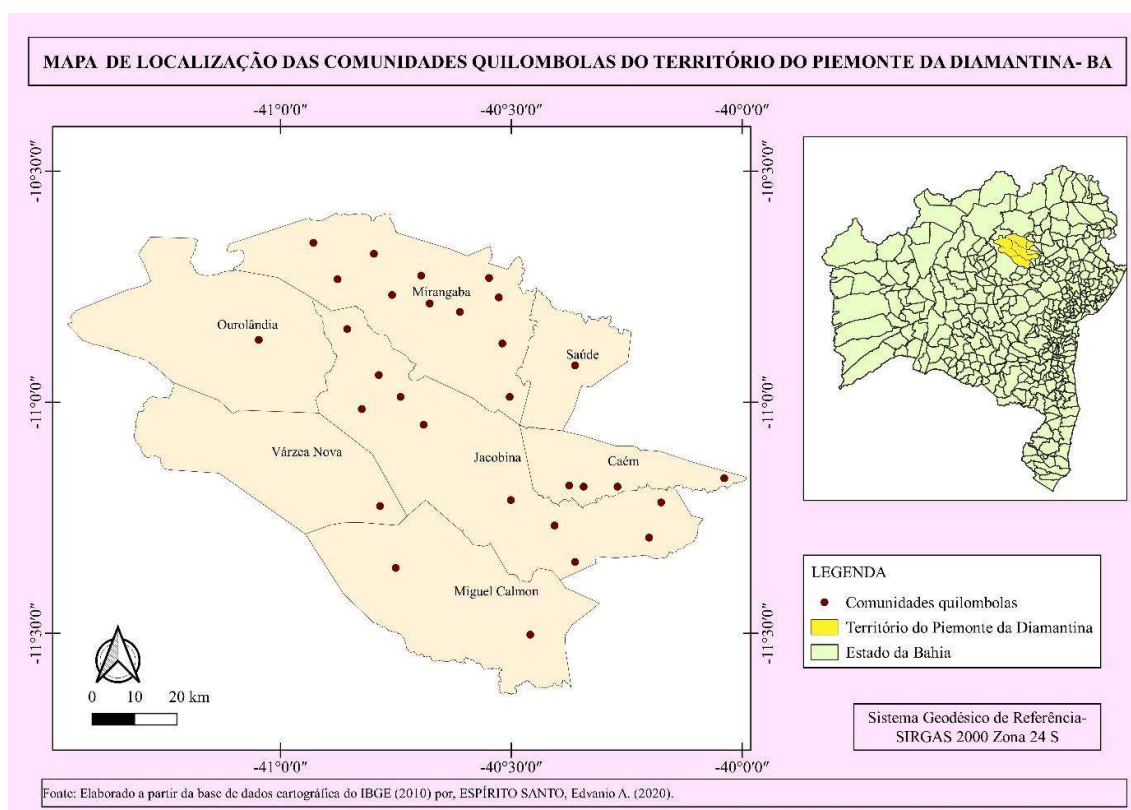 MAPA DE LOCALIZAÇÃO DAS COMUNIDADES QUILOMBOLAS DO TERRITÓRIO DO PIEMONTE DA DIAMANTINA- BA
-41°0'0" -40°30'0" -40°0'0"
-10°30'0" -10°30'0"
Mirangaba
Ourolândia
Saúde
-11°0'0" -11°0'0"
Várzea Nova
Jacobina
Caém
Miguel Calmon
-11°30'0" -11°30'0"
0 10 20 km
-41°0'0" -40°30'0" -40°0'0"
LEGENDA
Comunidades quilombolas
Território do Piemonte da Diamantina
Estado da Bahia
Sistema Geodésico de Referência-
SIRGAS 2000 Zona 24 S
Fonte: Elaborado a partir da base de dados cartográfica do IBGE (2010) por, ESPÍRITO SANTO, Edvanio A. (2020).